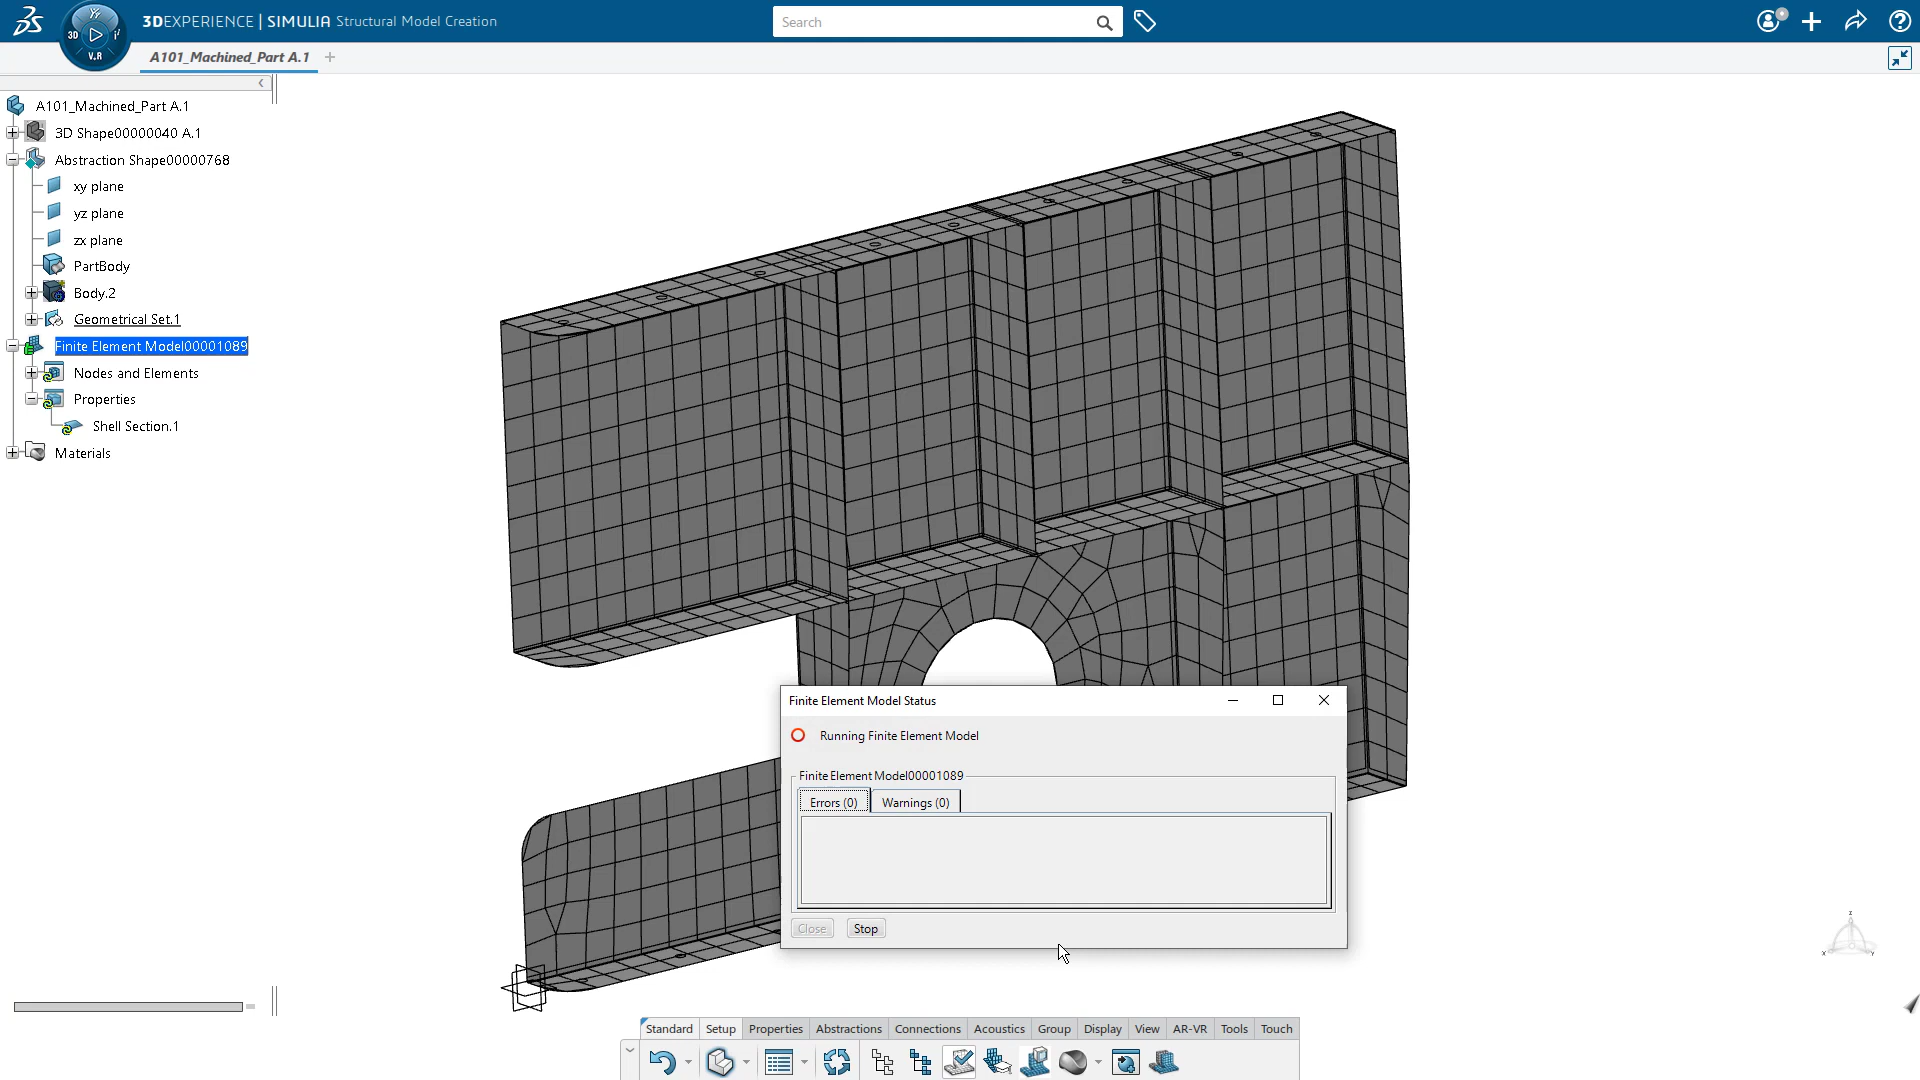 3DEXPERIENCE | SIMULIA Structural Model Creation
Search
3D
V.R
A101_Machined_Part A.1
A101_Machined_Part A.1
3D Shape00000040 A.1
Abstraction Shape00000768
xy plane
yz plane
zx plane
PartBody
Body.2
Geometrical Set.1
Finite Element Model00001089
Nodes and Elements
Properties
Shell Section.1
Materials
Finite Element Model Status
Running Finite Element Model
Finite Element Model00001089
Errors (0)
Warnings (0)
Close
Stop
z
x
y
Standard
Setup
Properties
Abstractions
Connections
Acoustics
Group
Display
View
AR-VR
Tools
Touch